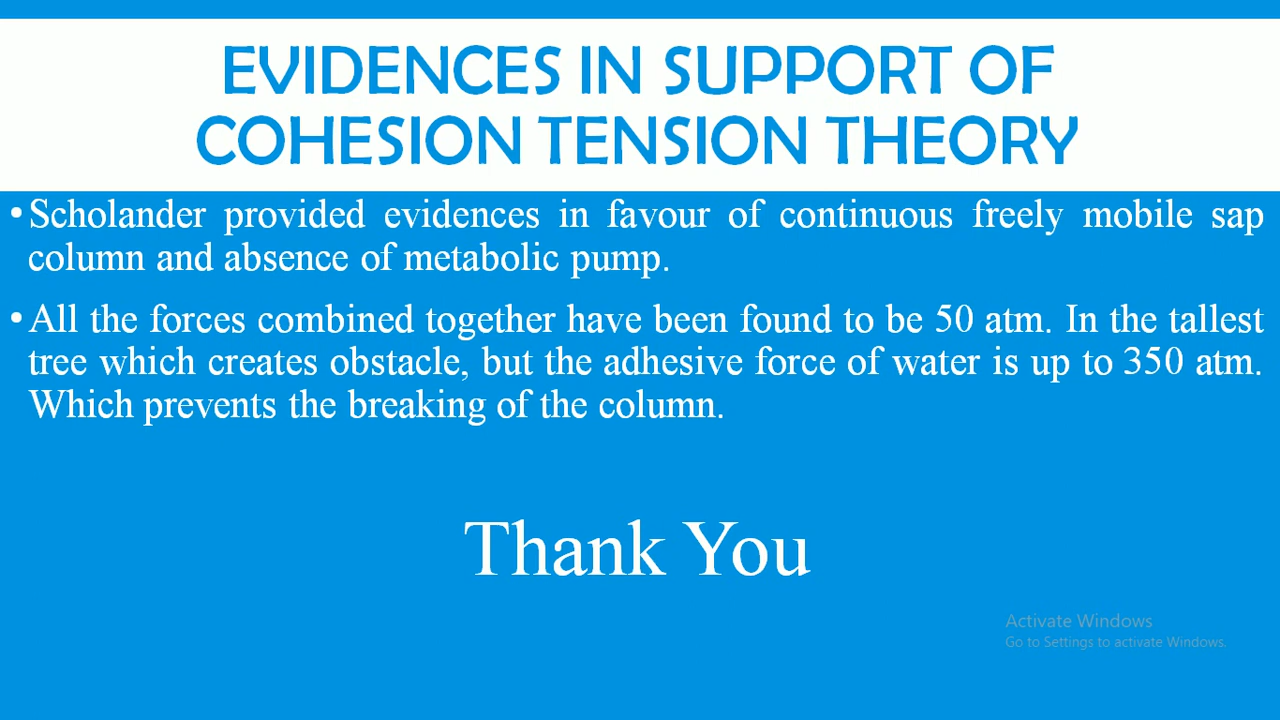 EVIDENCES IN SUPPORT OF
COHESION TENSION THEORY
•Scholander provided evidences in favour of continuous freely mobile sap
column and absence of metabolic pump.
•All the forces combined together have been found to be 50 atm. In the tallest
tree which creates obstacle, but the adhesive force of water is up to 350 atm.
Which prevents the breaking of the column.
Thank You
Activate Windows
Go to Settings to activate Windows.